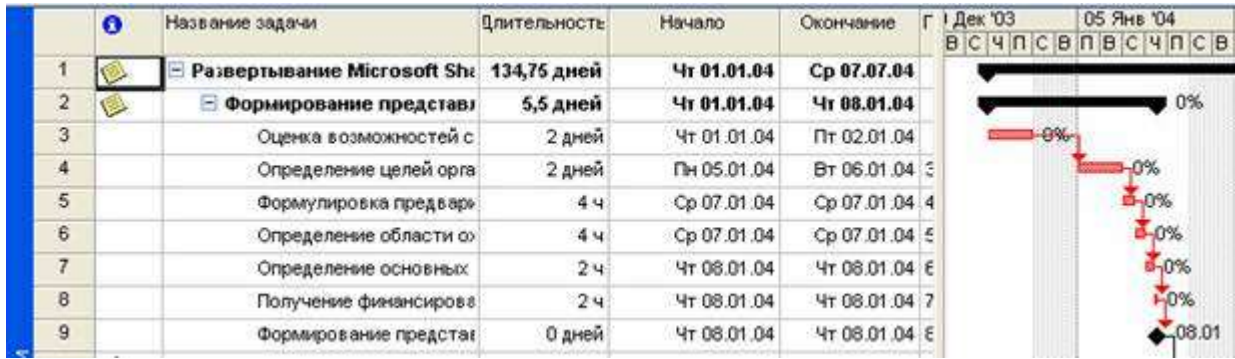 Название задачи Длительность Начало Окончание П Дек '03 05 Янв '04
В С Ч П С В П В С Ч П С В
1 Развертывание Microsoft Sha 134,75 дней Чт 01.01.04 Ср 07.07.04
2 Формирование представл 5,5 дней Чт 01.01.04 Чт 08.01.04 0%
3 Оценка возможностей с 2 дней Чт 01.01.04 Пт 02.01.04 0%
4 Определение целей орга 2 дней Пн 05.01.04 Вт 06.01.04 3 0%
5 Формулировка предвари 4 ч Ср 07.01.04 Ср 07.01.04 4 0%
6 Определение области ох 4 ч Ср 07.01.04 Ср 07.01.04 5 0%
7 Определение основных 2 ч Чт 08.01.04 Чт 08.01.04 6 0%
8 Получение финансирова 2 ч Чт 08.01.04 Чт 08.01.04 7 0%
9 Формирование представ 0 дней Чт 08.01.04 Чт 08.01.04 8 08.01